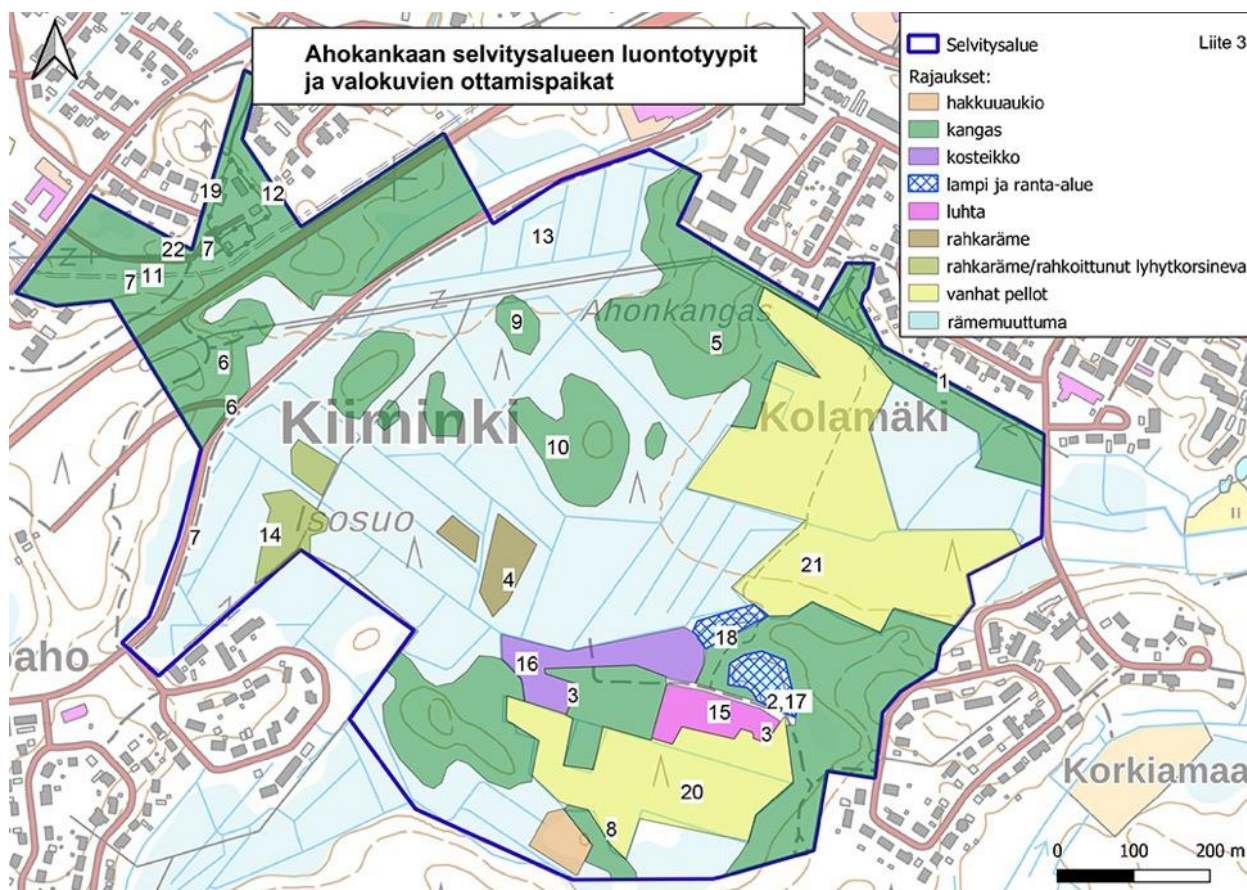 Ahokankaan selvitysalueen luontotyypit
ja valokuvien ottamispaikat
Selvitysalue
Liite 3
Rajaukset:
hakkuuaukio
kangas
kosteikko
lampi ja ranta-alue
luhta
rahkaräme
rahkaräme/rahkoittunut lyhytkorsineva
vanhat pellot
rämemuuttuma
19
12
22
7
7
11
13
Z
Z
Ahonkangas
9
5
6
1
6
Kiiminki
Kolamäki
Z
10
14
Isosuo
7
4
21
Z
18
baho
16
3
2,17
15
3
20
Korkiamaa
8
0
100
200 m